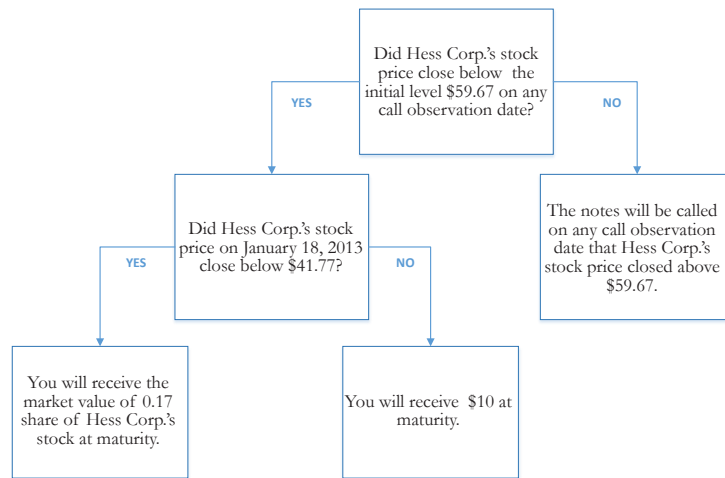 Did Hess Corp.'s stock
price close below the
initial level $59.67 on any
call observation date?
YES
NO
Did Hess Corp.'s stock
price on January 18, 2013
close below $41.77?
The notes will be called
on any call observation
date that Hess Corp.'s
stock price closed above
$59.67.
YES
NO
You will receive the
market value of 0.17
share of Hess Corp.'s
stock at maturity.
You will receive $10 at
maturity.